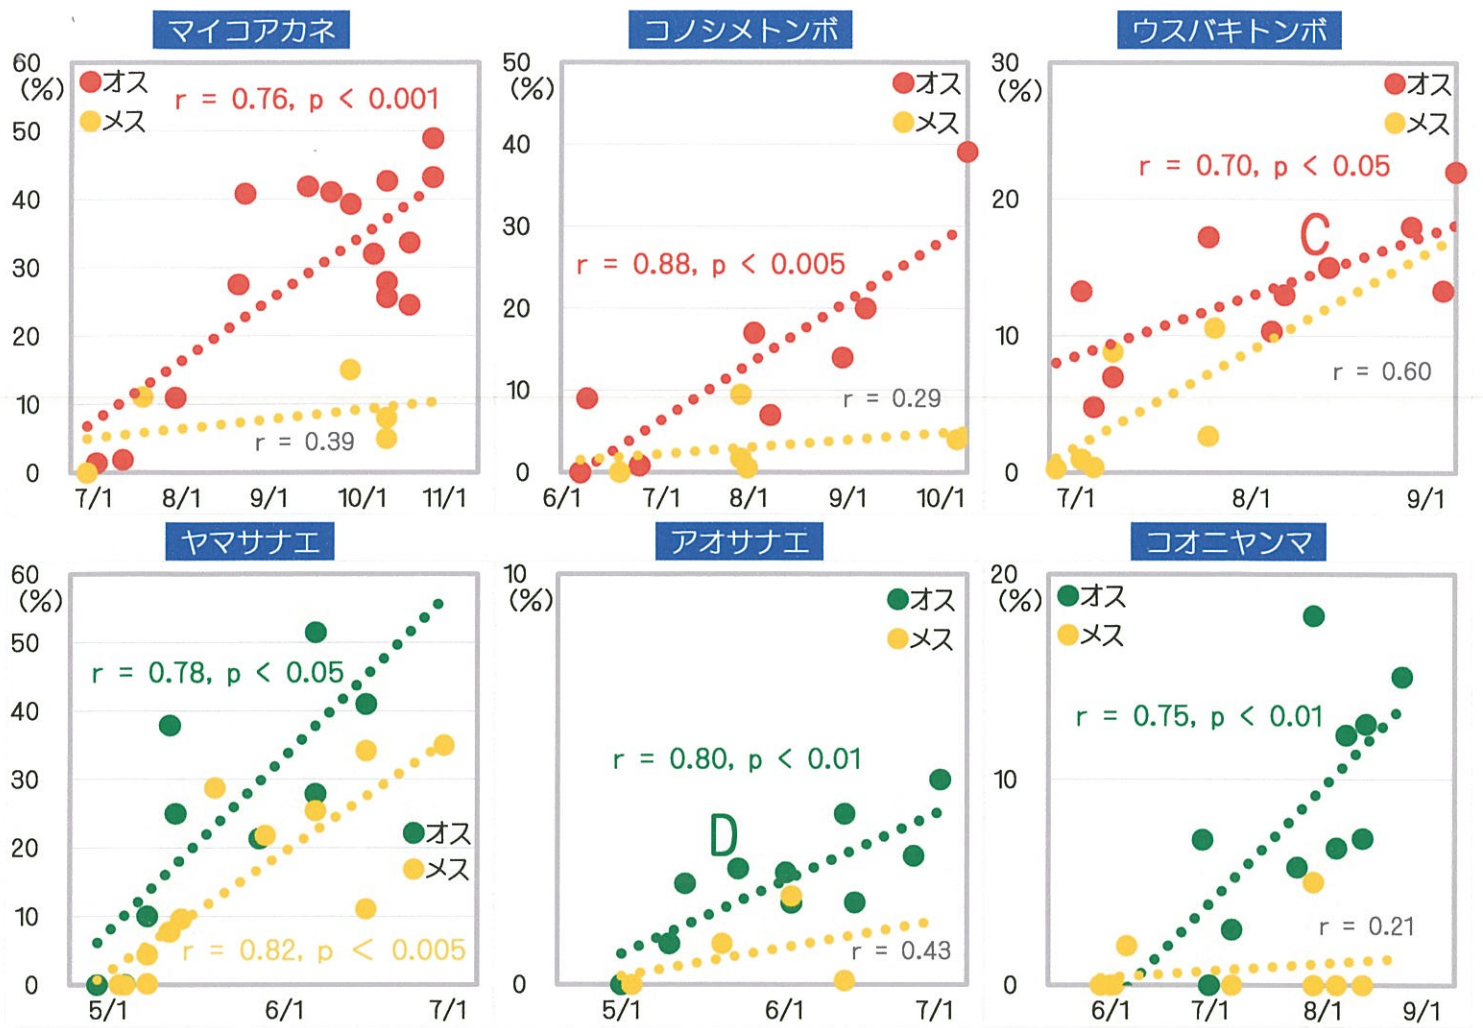 マイコアカネ
60
(%)
50
40
30
20
10
0
オス
メス
r = 0.76, p < 0.001
r = 0.39
7/1 8/1 9/1 10/1 11/1
コノシメトンボ
50
(%)
40
30
20
10
0
オス
メス
r = 0.88, p < 0.005
r = 0.29
6/1 7/1 8/1 9/1 10/1
ウスバキトンボ
30
(%)
20
10
0
オス
メス
r = 0.70, p < 0.05
C
r = 0.60
7/1 8/1 9/1
ヤマサナエ
60
(%)
50
40
30
20
10
0
r = 0.78, p < 0.05
オス
メス
r = 0.82, p < 0.005
5/1 6/1 7/1
アオサナエ
10
(%)
0
オス
メス
r = 0.80, p < 0.01
D
r = 0.43
5/1 6/1 7/1
コオニヤンマ
20
(%)
10
0
オス
メス
r = 0.75, p < 0.01
r = 0.21
6/1 7/1 8/1 9/1